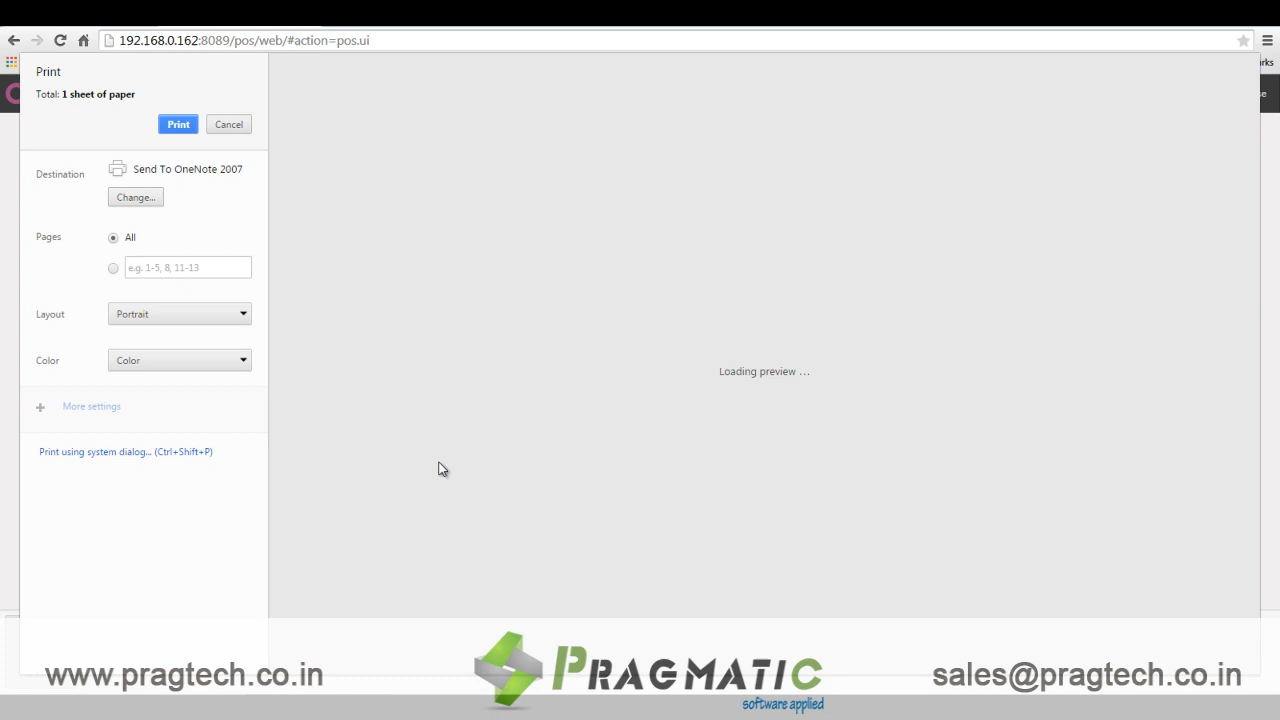 192.168.0.162:8089/pos/web/#action=pos.ui
rks
se
Print
Total: 1 sheet of paper
Print Cancel
Destination Send To OneNote 2007
Change...
Pages All
e.g. 1-5, 8, 11-13
Layout Portrait
Color Color
More settings
Print using system dialog... (Ctrl+Shift+P)
Loading preview ...
www.pragtech.co.in
PRAGMATIC
software applied
sales@pragtech.co.in